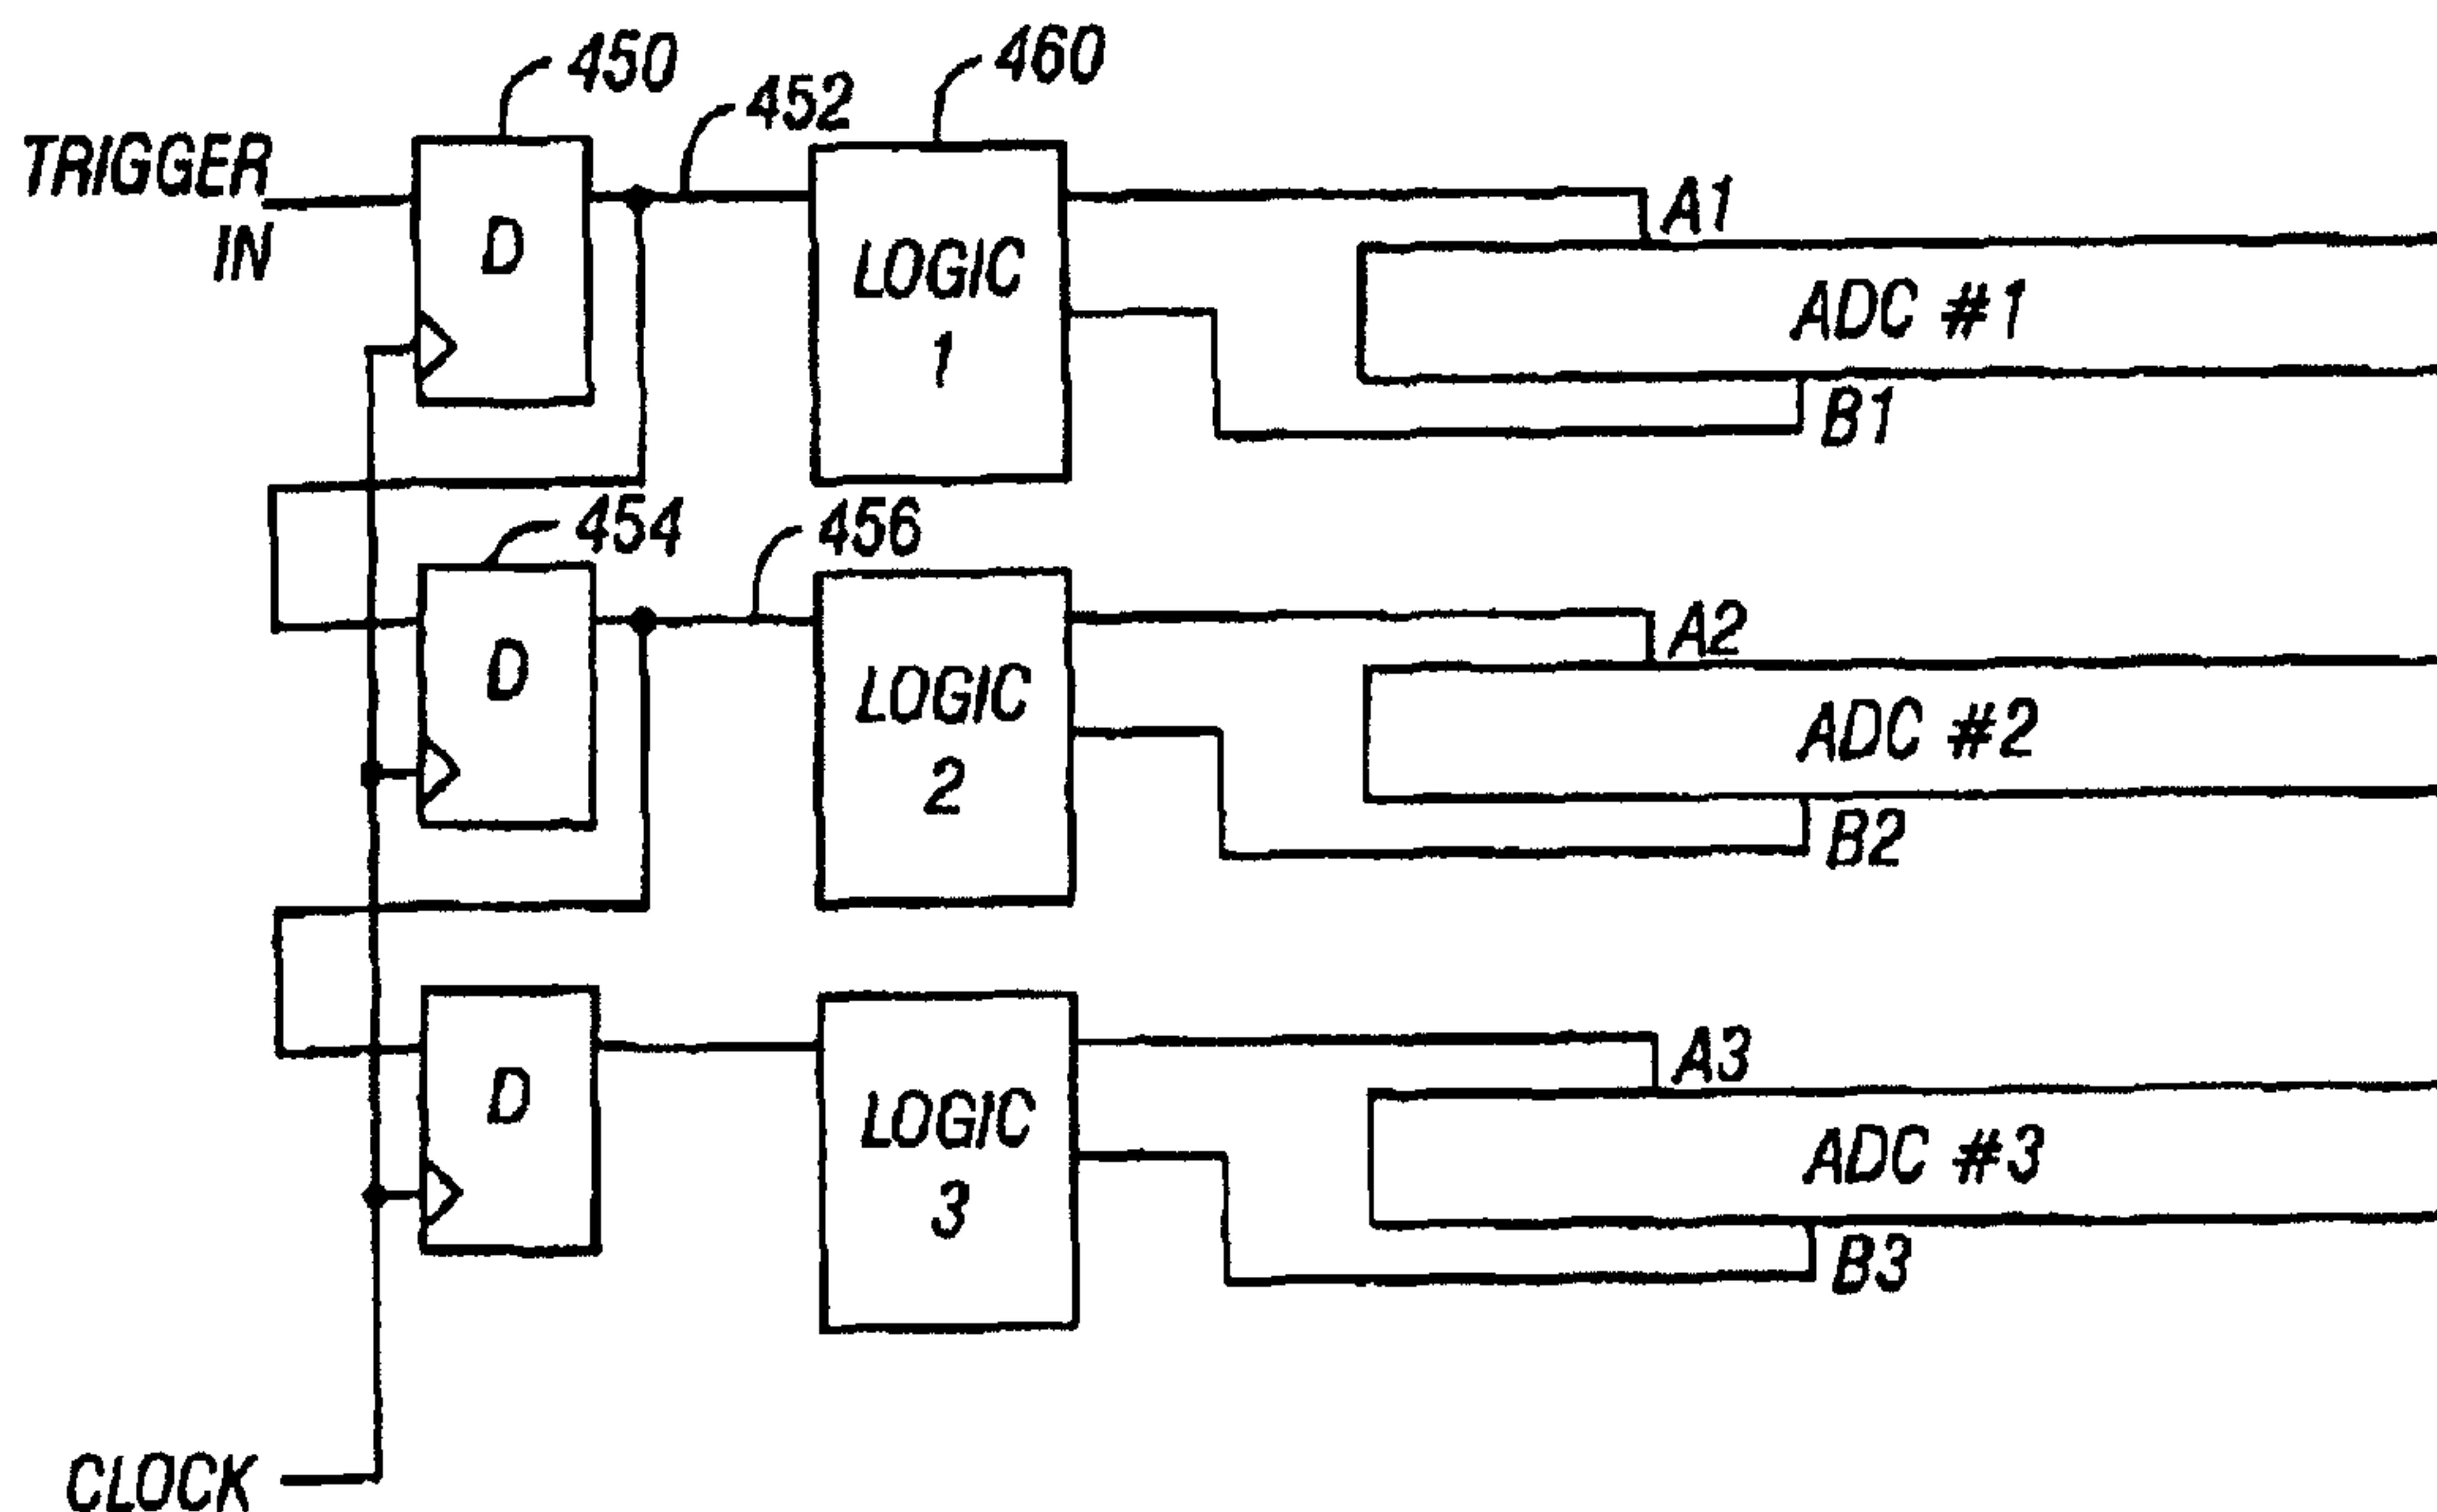 450
452
460
TRIGGER
IN
D
LOGIC
1
A1
ADC #1
B1
454
456
D
LOGIC
2
A2
ADC #2
B2
D
LOGIC
3
A3
ADC #3
B3
CLOCK